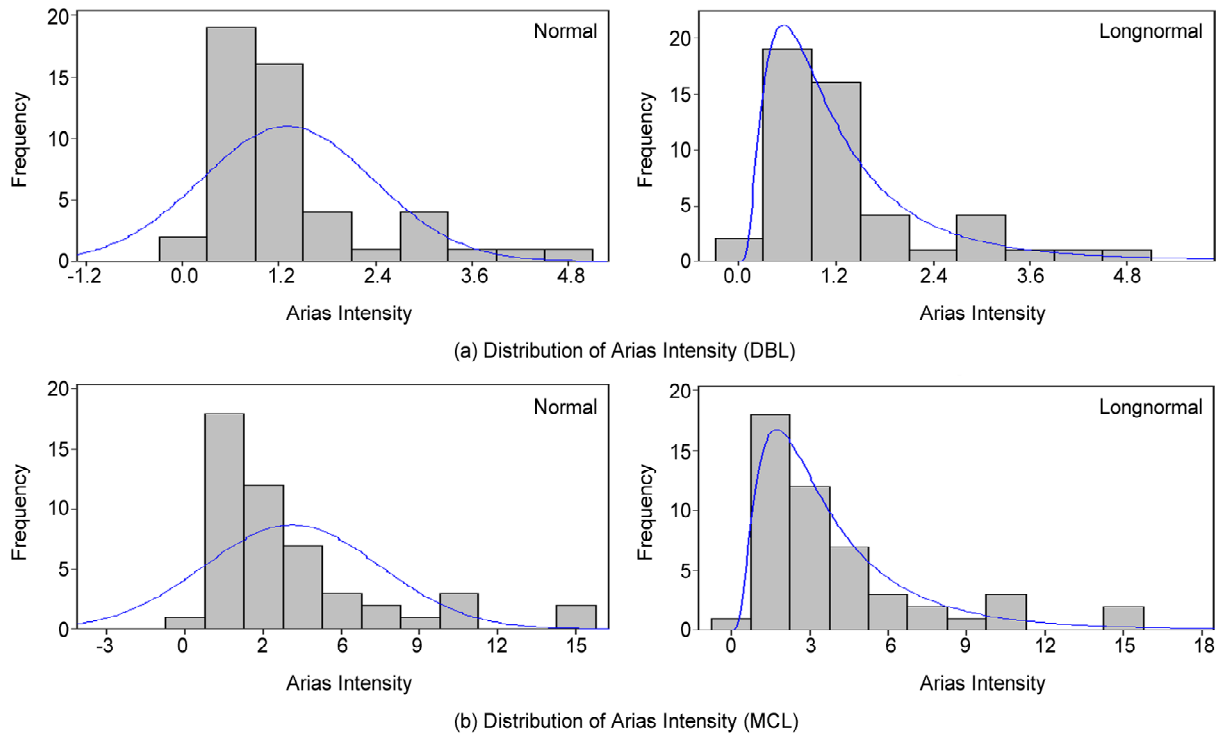 Normal
Frequency
20
15
10
5
0
-1.2 0.0 1.2 2.4 3.6 4.8
Arias Intensity
Longnormal
Frequency
20
15
10
5
0
0.0 1.2 2.4 3.6 4.8
Arias Intensity
(a) Distribution of Arias Intensity (DBL)
Normal
Frequency
20
15
10
5
0
-3 0 2 6 9 12 15
Arias Intensity
Longnormal
Frequency
20
15
10
5
0
0 3 6 9 12 15 18
Arias Intensity
(b) Distribution of Arias Intensity (MCL)